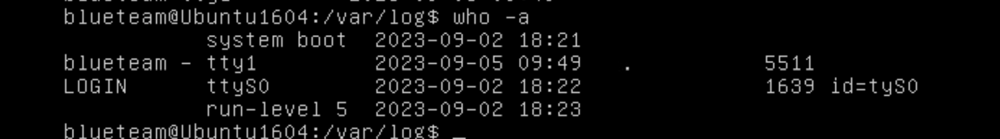 blueteam@Ubuntu1604:/var/log$ who -a
system boot  2023-09-02 18:21
blueteam - tty1         2023-09-05 09:49   .          5511
LOGIN      ttyS0        2023-09-02 18:22              1639 id=tyS0
run-level 5  2023-09-02 18:23
blueteam@Ubuntu1604:/var/log$ _